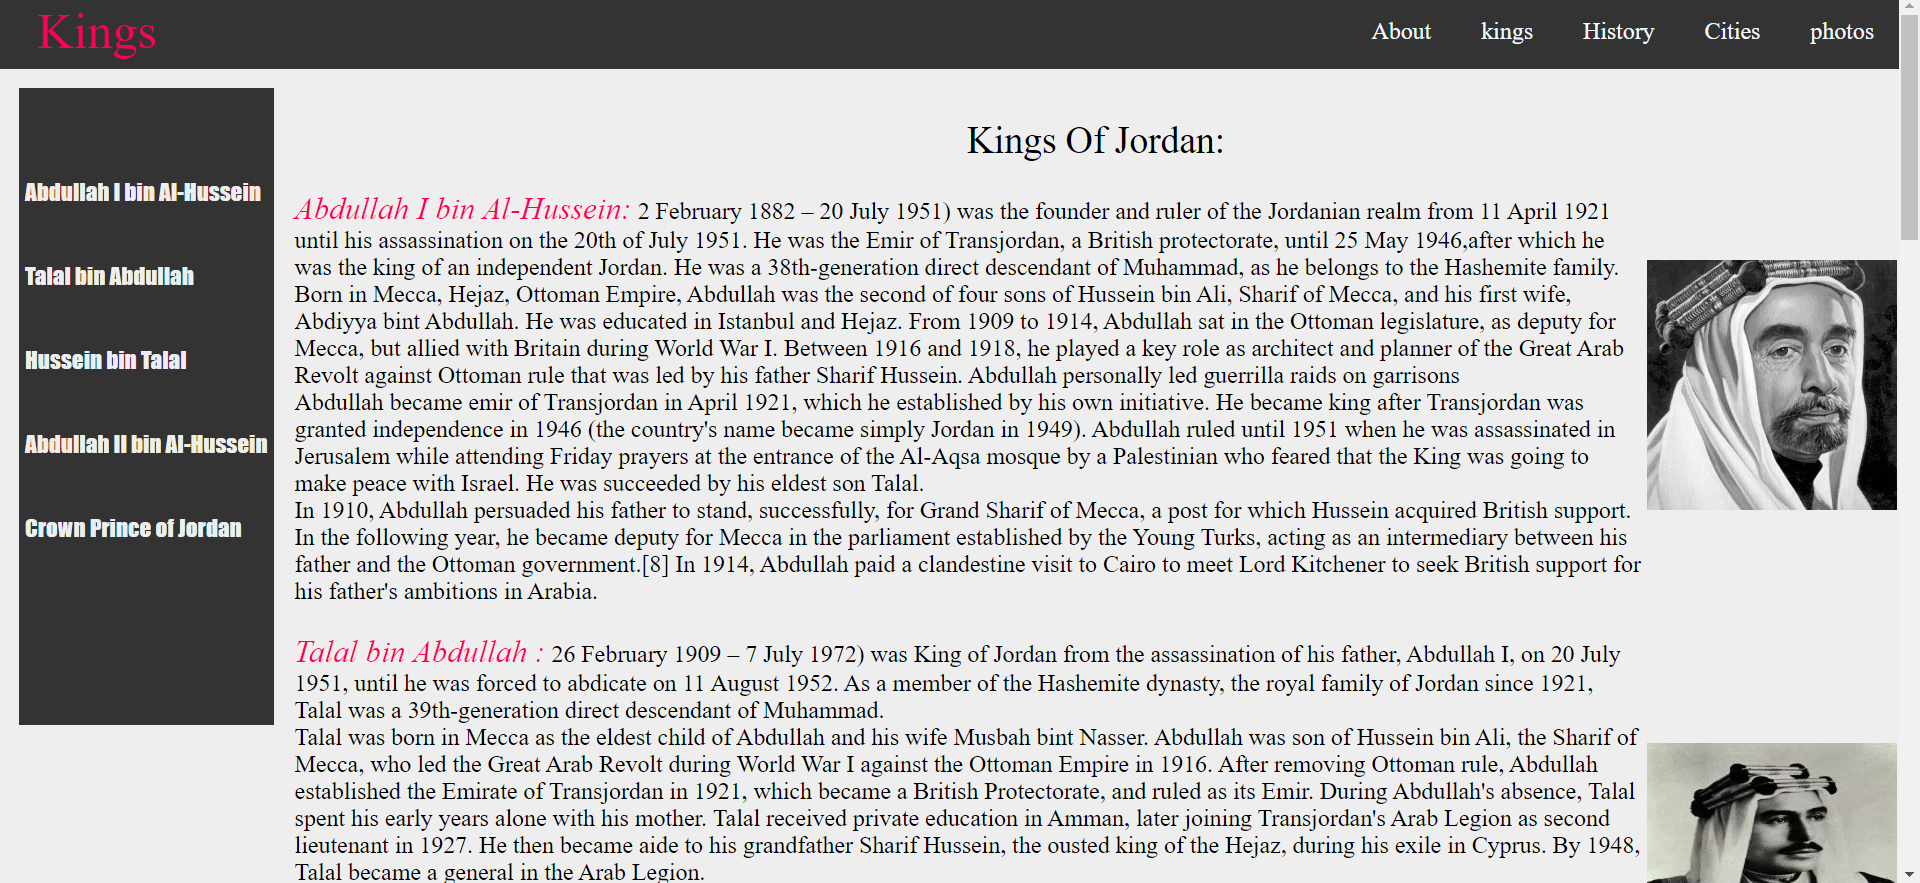 Kings
About kings History Cities photos
Abdullah I bin Al-Hussein
Talal bin Abdullah
Hussein bin Talal
Abdullah II bin Al-Hussein
Crown Prince of Jordan
Kings Of Jordan:
Abdullah I bin Al-Hussein: 2 February 1882 – 20 July 1951) was the founder and ruler of the Jordanian realm from 11 April 1921
until his assassination on the 20th of July 1951. He was the Emir of Transjordan, a British protectorate, until 25 May 1946,after which he
was the king of an independent Jordan. He was a 38th-generation direct descendant of Muhammad, as he belongs to the Hashemite family.
Born in Mecca, Hejaz, Ottoman Empire, Abdullah was the second of four sons of Hussein bin Ali, Sharif of Mecca, and his first wife,
Abdiyya bint Abdullah. He was educated in Istanbul and Hejaz. From 1909 to 1914, Abdullah sat in the Ottoman legislature, as deputy for
Mecca, but allied with Britain during World War I. Between 1916 and 1918, he played a key role as architect and planner of the Great Arab
Revolt against Ottoman rule that was led by his father Sharif Hussein. Abdullah personally led guerrilla raids on garrisons
Abdullah became emir of Transjordan in April 1921, which he established by his own initiative. He became king after Transjordan was
granted independence in 1946 (the country's name became simply Jordan in 1949). Abdullah ruled until 1951 when he was assassinated in
Jerusalem while attending Friday prayers at the entrance of the Al-Aqsa mosque by a Palestinian who feared that the King was going to
make peace with Israel. He was succeeded by his eldest son Talal.
In 1910, Abdullah persuaded his father to stand, successfully, for Grand Sharif of Mecca, a post for which Hussein acquired British support.
In the following year, he became deputy for Mecca in the parliament established by the Young Turks, acting as an intermediary between his
father and the Ottoman government.[8] In 1914, Abdullah paid a clandestine visit to Cairo to meet Lord Kitchener to seek British support for
his father's ambitions in Arabia.
Talal bin Abdullah : 26 February 1909 – 7 July 1972) was King of Jordan from the assassination of his father, Abdullah I, on 20 July
1951, until he was forced to abdicate on 11 August 1952. As a member of the Hashemite dynasty, the royal family of Jordan since 1921,
Talal was a 39th-generation direct descendant of Muhammad.
Talal was born in Mecca as the eldest child of Abdullah and his wife Musbah bint Nasser. Abdullah was son of Hussein bin Ali, the Sharif of
Mecca, who led the Great Arab Revolt during World War I against the Ottoman Empire in 1916. After removing Ottoman rule, Abdullah
established the Emirate of Transjordan in 1921, which became a British Protectorate, and ruled as its Emir. During Abdullah's absence, Talal
spent his early years alone with his mother. Talal received private education in Amman, later joining Transjordan's Arab Legion as second
lieutenant in 1927. He then became aide to his grandfather Sharif Hussein, the ousted king of the Hejaz, during his exile in Cyprus. By 1948,
Talal became a general in the Arab Legion.